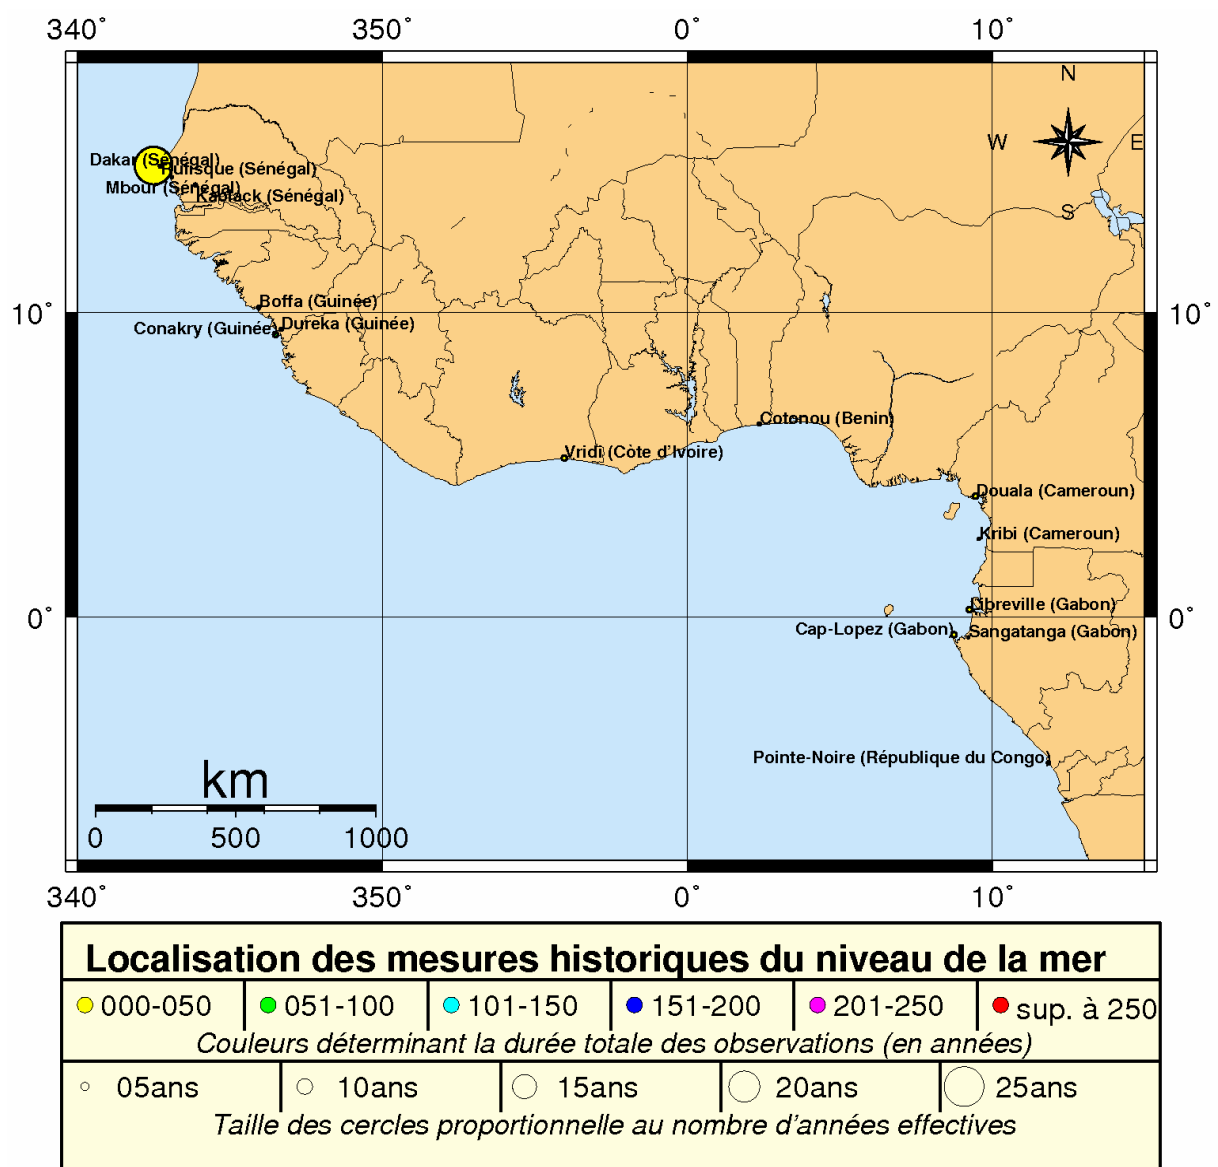 340° 350° 0° 10°
N
W E
S
Dakar (Sénégal)
Rufisque (Sénégal)
Mbour (Sénégal)
Kaolack (Sénégal)
Boffa (Guinée)
10° 10°
Dureka (Guinée)
Conakry (Guinée)
Cotonou (Benin)
Vridi (Côte d'Ivoire)
Douala (Cameroun)
Kribi (Cameroun)
Libreville (Gabon)
0° 0°
Cap-Lopez (Gabon)
Sangatanga (Gabon)
Pointe-Noire (République du Congo)
km
0 500 1000
340° 350° 0° 10°
Localisation des mesures historiques du niveau de la mer
000-050 051-100 101-150 151-200 201-250 sup. à 250
Couleurs déterminant la durée totale des observations (en années)
05ans 10ans 15ans 20ans 25ans
Taille des cercles proportionnelle au nombre d'années effectives